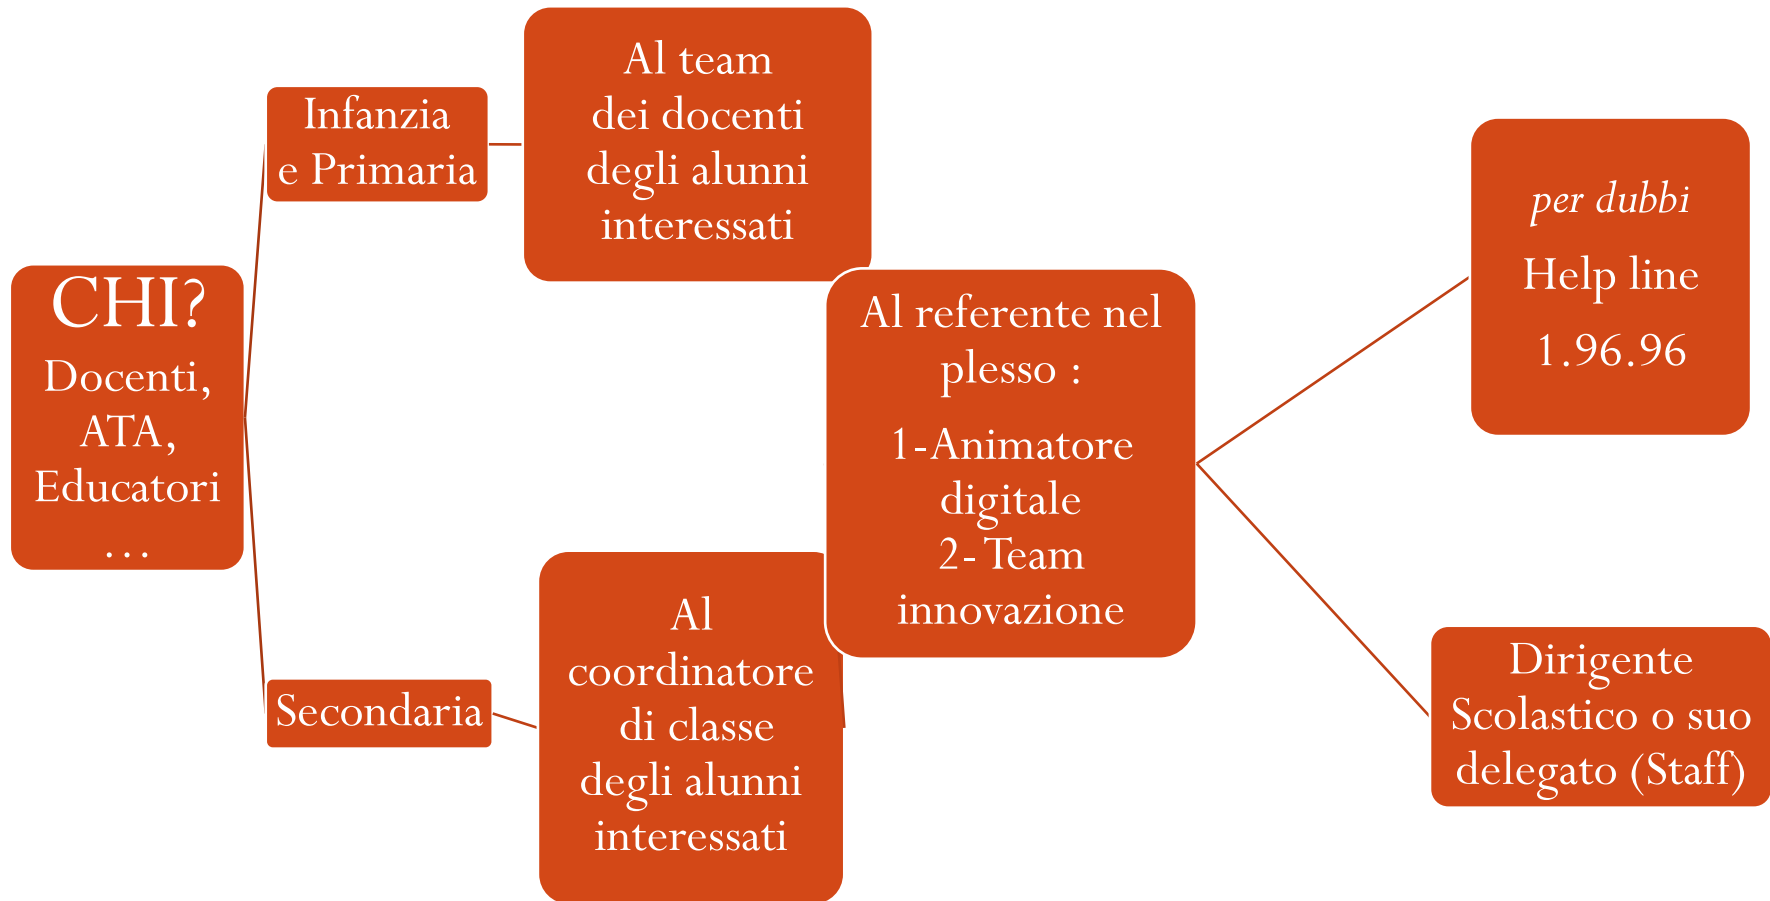 CHI?
Docenti,
ATA,
Educatori
…
Infanzia
e Primaria
Al team
dei docenti
degli alunni
interessati
Secondaria
Al
coordinatore
di classe
degli alunni
interessati
Al referente nel
plesso :
1-Animatore
digitale
2- Team
innovazione
per dubbi
Help line
1.96.96
Dirigente
Scolastico o suo
delegato (Staff)